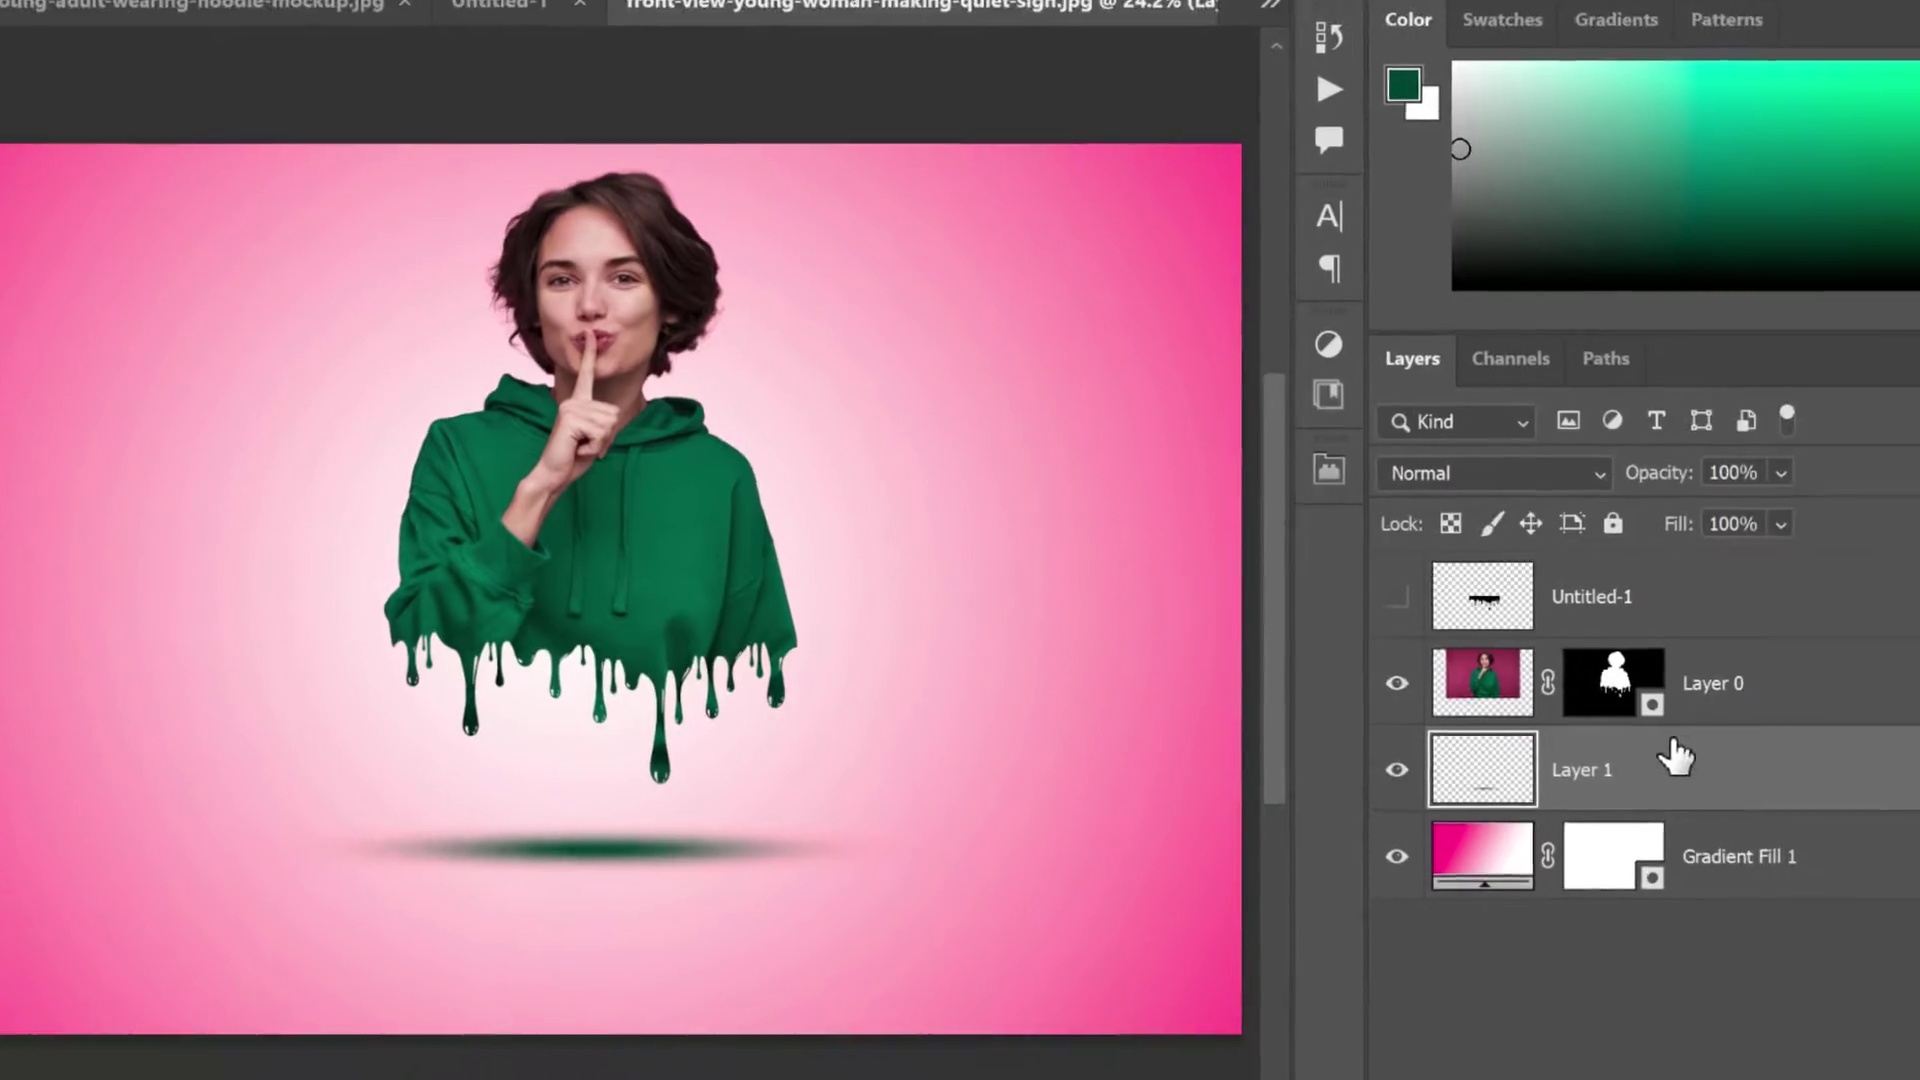 young-adult-wearing-hoodie-mockup.jpg × Untitled-1 × front-view-young-woman-making-quiet-sign.jpg @ 24.2% (La
Color Swatches Gradients Patterns
Layers Channels Paths
Kind
Normal Opacity: 100%
Lock: Fill: 100%
Untitled-1
Layer 0
Layer 1
Gradient Fill 1